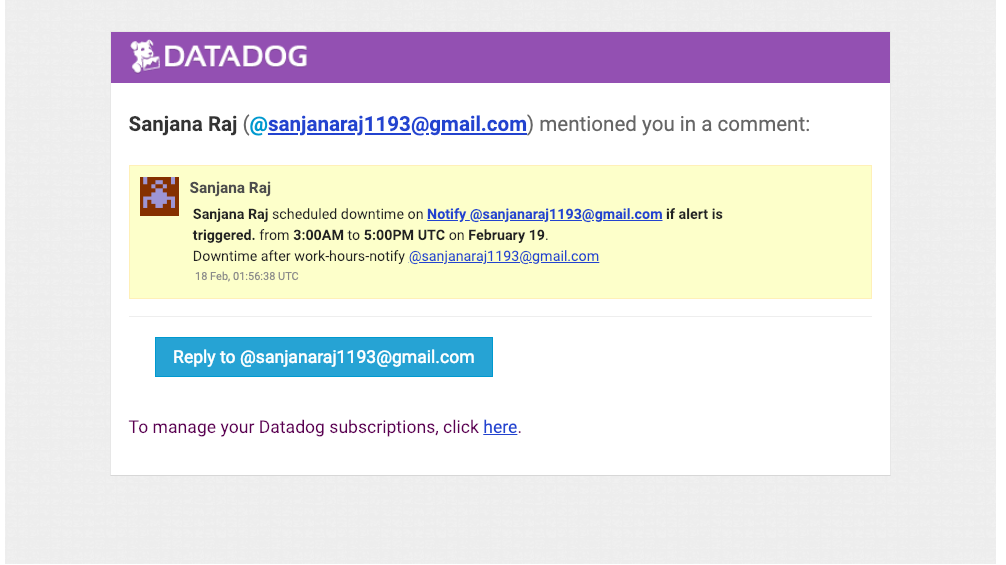 DATADOG
Sanjana Raj (@sanjanaraj1193@gmail.com) mentioned you in a comment:
Sanjana Raj
Sanjana Raj scheduled downtime on Notify @sanjanaraj1193@gmail.com if alert is
triggered. from 3:00AM to 5:00PM UTC on February 19.
Downtime after work-hours-notify @sanjanaraj1193@gmail.com
18 Feb, 01:56:38 UTC
Reply to @sanjanaraj1193@gmail.com
To manage your Datadog subscriptions, click here.